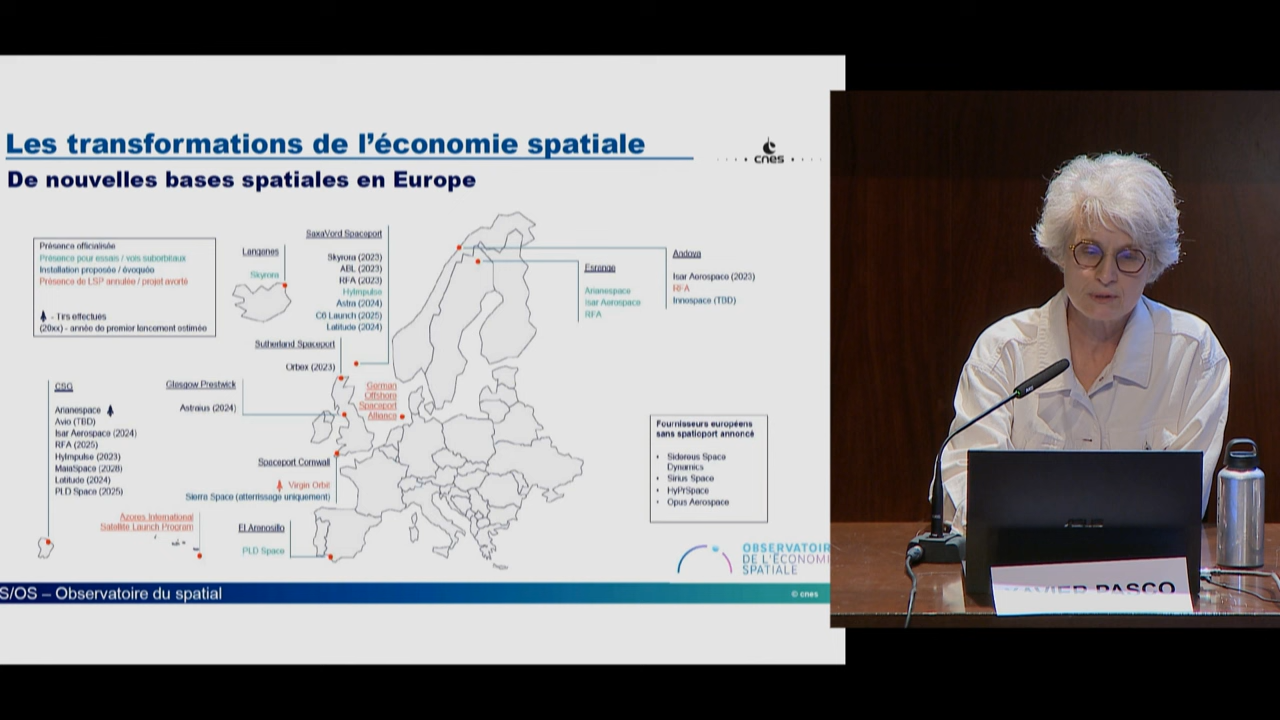 Les transformations de l'économie spatiale
cnes
De nouvelles bases spatiales en Europe
Présence officialisée
Présence pour essais / vols suborbitaux
Installation proposée / évoquée
Présence de LSP annulée / projet avorté
- Tirs effectués
(20xx) - année de premier lancement estimée
Langanes
Skyrora
SaxaVord Spaceport
Skyrora (2023)
ABL (2023)
RFA (2023)
HyImpulse
Astra (2024)
C6 Launch (2025)
Latitude (2024)
Sutherland Spaceport
Orbex (2023)
Glasgow Prestwick
Astraius (2024)
German
Offshore
Spaceport
Alliance
Esrange
Arianespace
Isar Aerospace
RFA
Andoya
Isar Aerospace (2023)
RFA
Innospace (TBD)
CSG
Arianespace
Avio (TBD)
Isar Aerospace (2024)
RFA (2025)
HyImpulse (2023)
MaiaSpace (2026)
Latitude (2024)
PLD Space (2025)
Spaceport Cornwall
Virgin Orbit
Sierra Space (atterrissage uniquement)
Azores International
Satellite Launch Program
El Arenosillo
PLD Space
Fournisseurs européens
sans spatioport annoncé
• Sidereus Space
Dynamics
• Sirius Space
• HyPrSpace
• Opus Aerospace
OBSERVATOIR
DE L'ÉCONOMI
SPATIALE
S/OS – Observatoire du spatial
© cnes
XAVIER PASCO